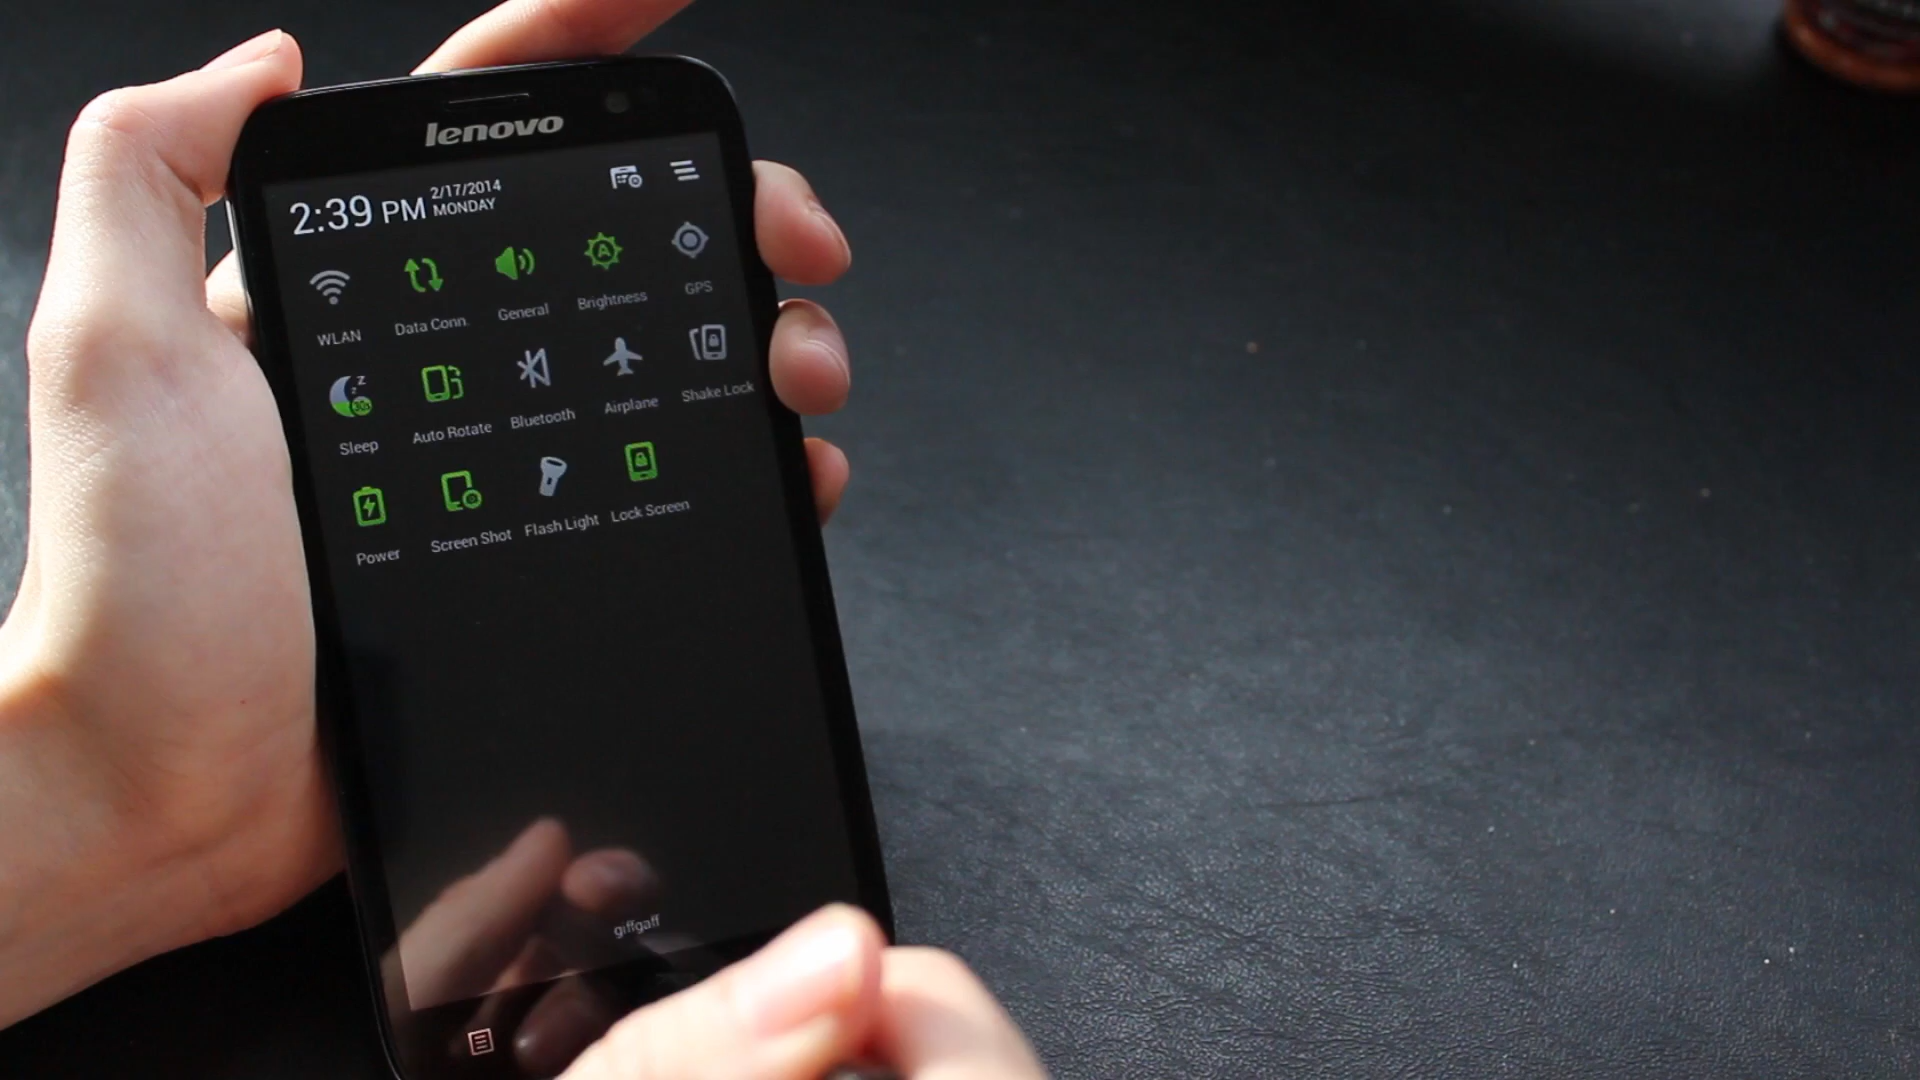 lenovo
2:39 PM 2/17/2014
MONDAY
WLAN Data Conn. General Brightness GPS
Sleep Auto Rotate Bluetooth Airplane Shake Lock
Power Screen Shot Flash Light Lock Screen
giffgaff